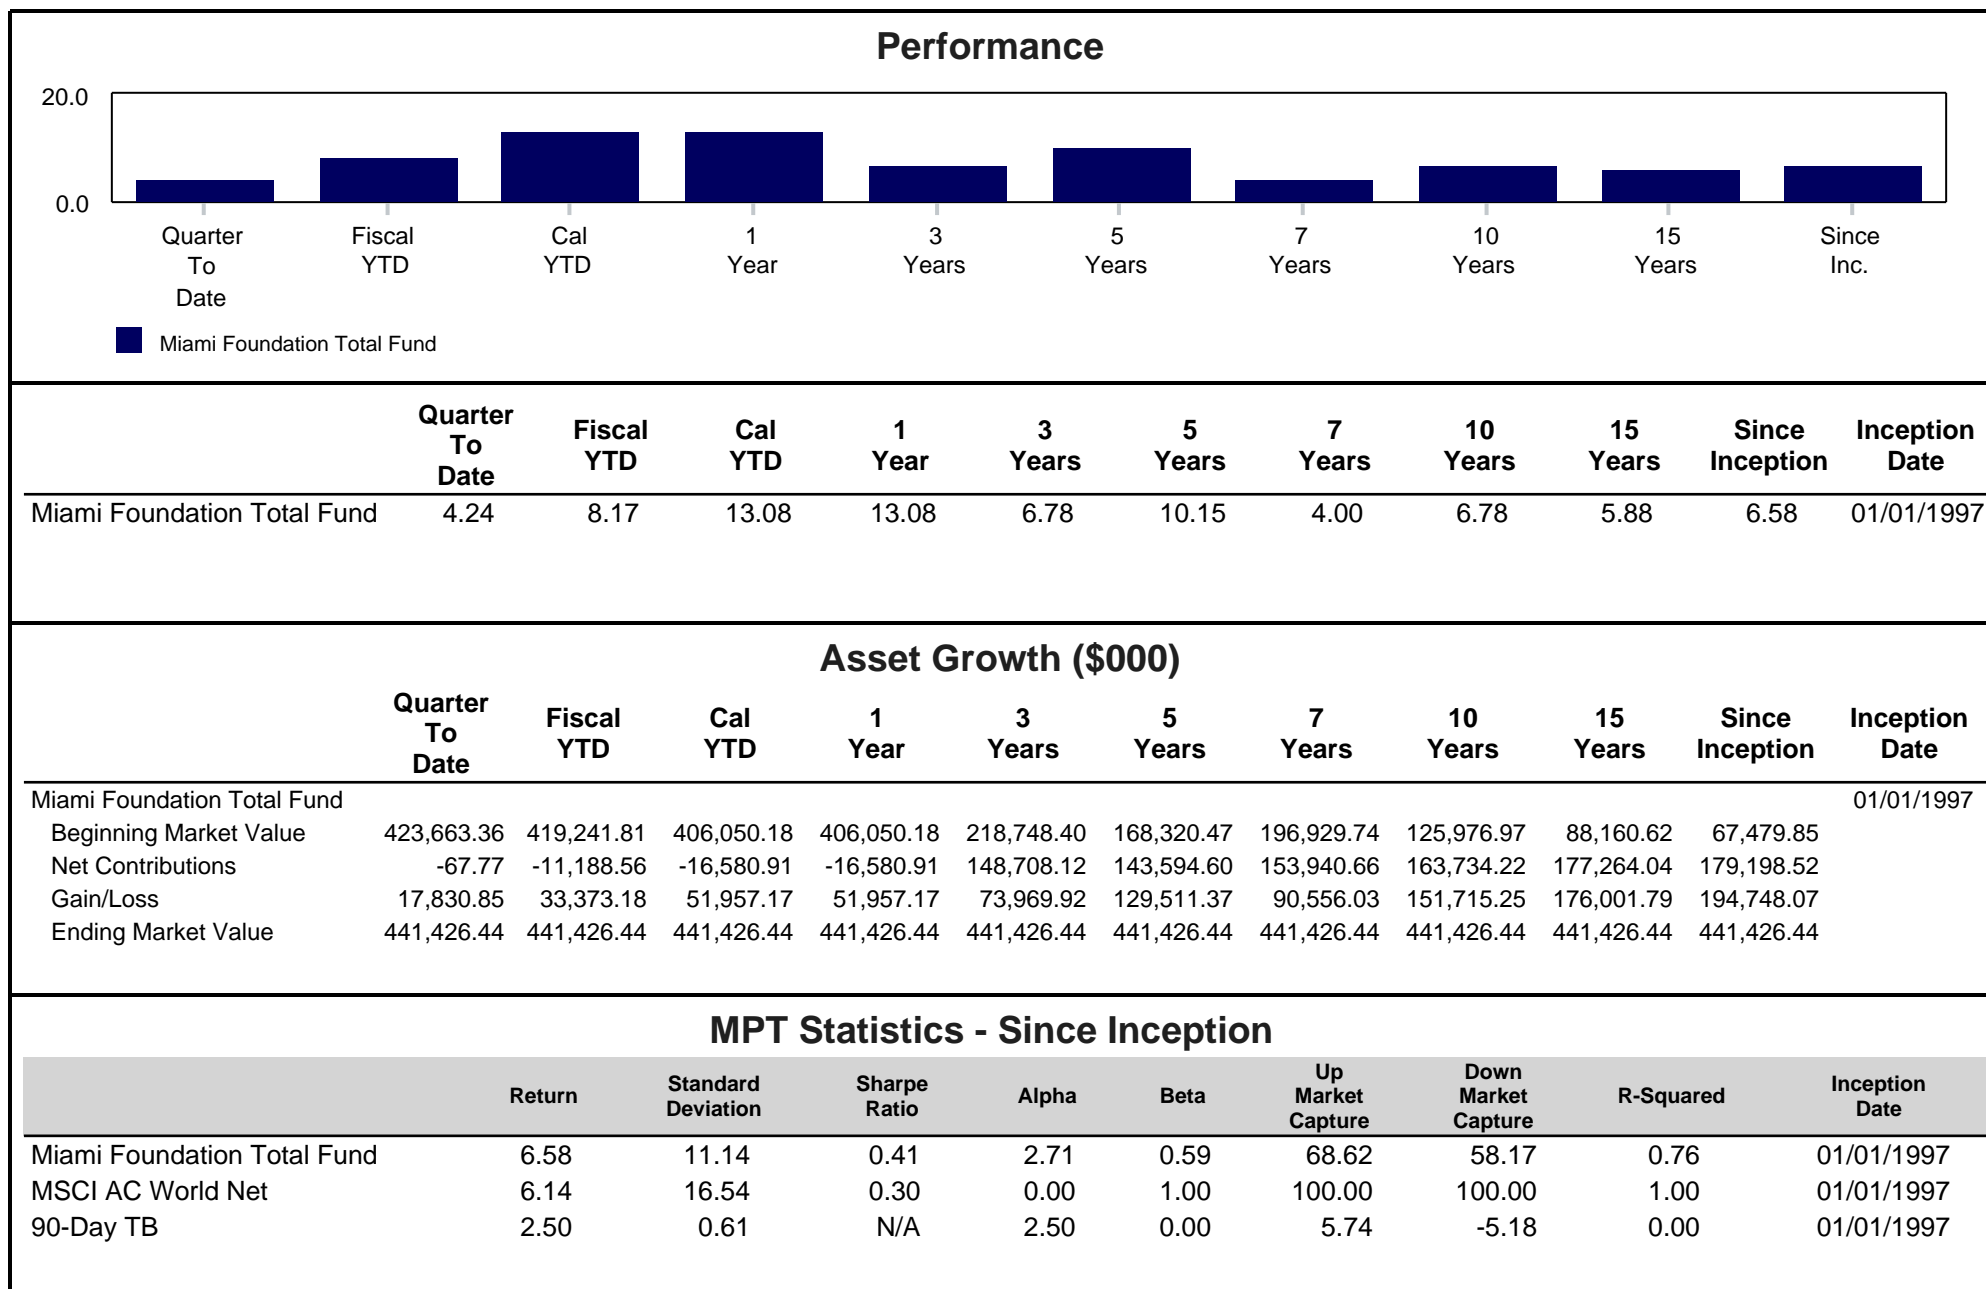 Performance
20.0
0.0
Quarter Fiscal Cal 1 3 5 7 10 15 Since
To YTD YTD Year Years Years Years Years Years Inc.
Date
Miami Foundation Total Fund
Quarter
To
Date Fiscal
YTD Cal
YTD 1
Year 3
Years 5
Years 7
Years 10
Years 15
Years Since
Inception Inception
Date
Miami Foundation Total Fund 4.24 8.17 13.08 13.08 6.78 10.15 4.00 6.78 5.88 6.58 01/01/1997
Asset Growth ($000)
Quarter
To
Date Fiscal
YTD Cal
YTD 1
Year 3
Years 5
Years 7
Years 10
Years 15
Years Since
Inception Inception
Date
Miami Foundation Total Fund 01/01/1997
Beginning Market Value 423,663.36 419,241.81 406,050.18 406,050.18 218,748.40 168,320.47 196,929.74 125,976.97 88,160.62 67,479.85
Net Contributions -67.77 -11,188.56 -16,580.91 -16,580.91 148,708.12 143,594.60 153,940.66 163,734.22 177,264.04 179,198.52
Gain/Loss 17,830.85 33,373.18 51,957.17 51,957.17 73,969.92 129,511.37 90,556.03 151,715.25 176,001.79 194,748.07
Ending Market Value 441,426.44 441,426.44 441,426.44 441,426.44 441,426.44 441,426.44 441,426.44 441,426.44 441,426.44 441,426.44
MPT Statistics - Since Inception
Return Standard
Deviation Sharpe
Ratio Alpha Beta Up
Market
Capture Down
Market
Capture R-Squared Inception
Date
Miami Foundation Total Fund 6.58 11.14 0.41 2.71 0.59 68.62 58.17 0.76 01/01/1997
MSCI AC World Net 6.14 16.54 0.30 0.00 1.00 100.00 100.00 1.00 01/01/1997
90-Day TB 2.50 0.61 N/A 2.50 0.00 5.74 -5.18 0.00 01/01/1997